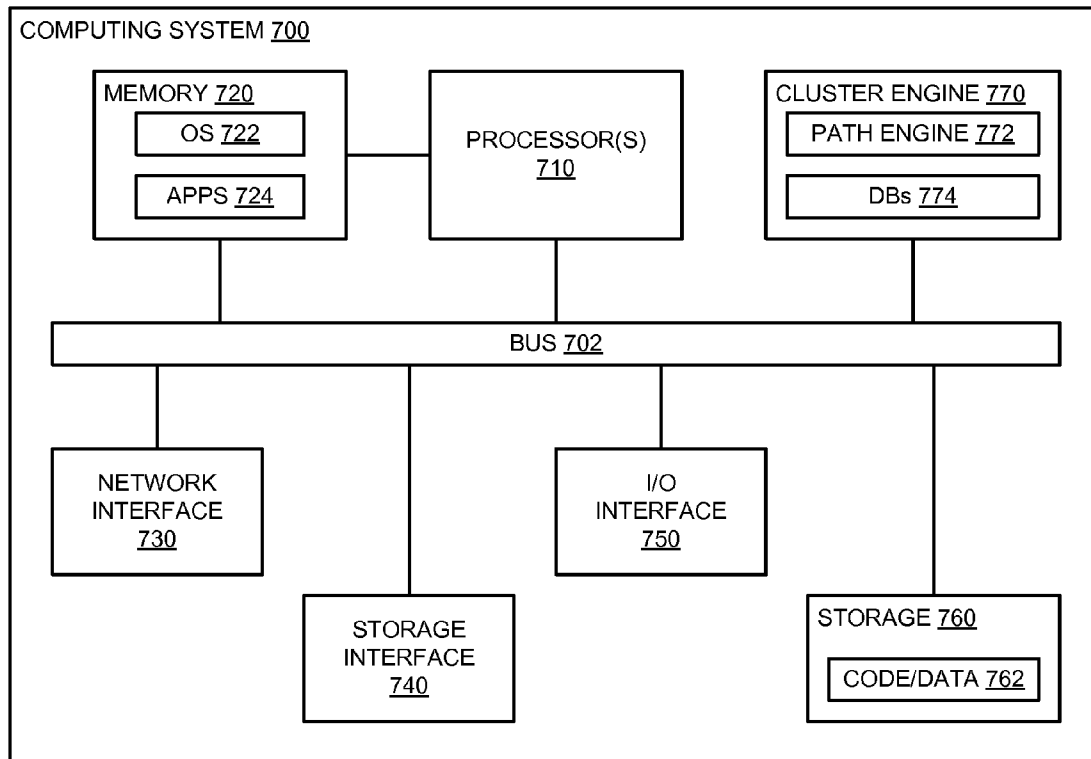 COMPUTING SYSTEM 700
MEMORY 720
OS 722
APPS 724
PROCESSOR(S)
710
CLUSTER ENGINE 770
PATH ENGINE 772
DBs 774
BUS 702
NETWORK
INTERFACE
730
STORAGE
INTERFACE
740
I/O
INTERFACE
750
STORAGE 760
CODE/DATA 762